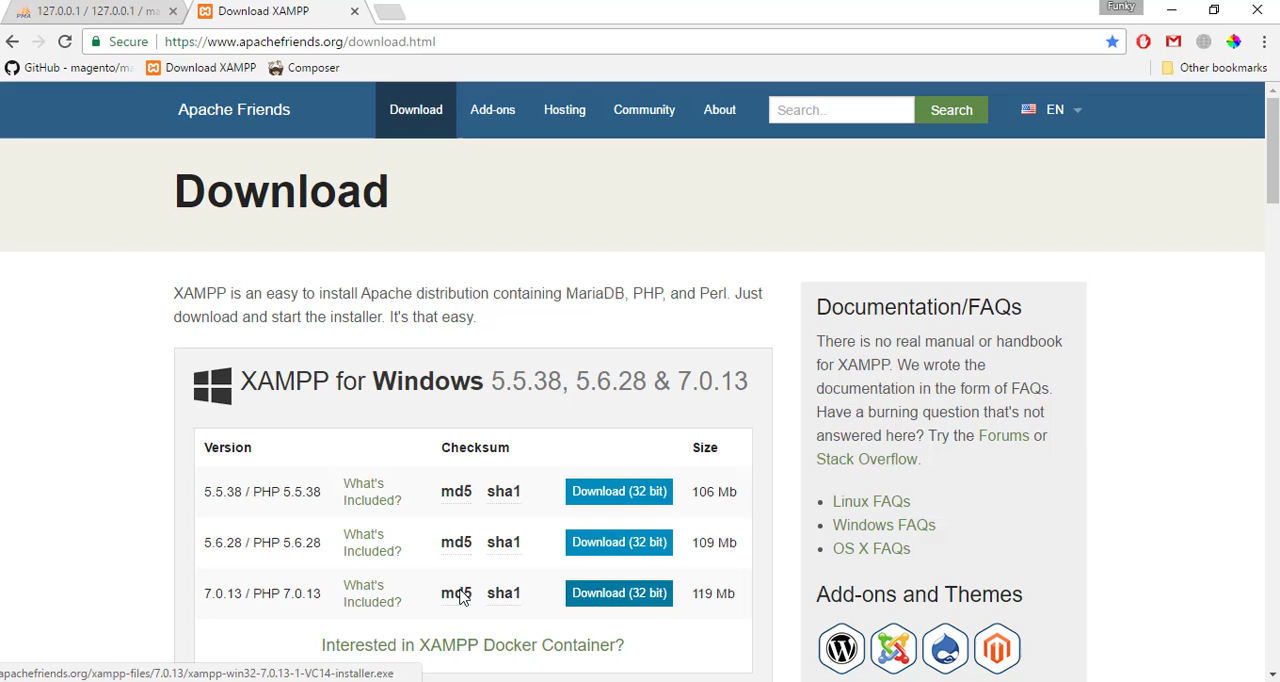 127.0.0.1 / 127.0.0.1 / ma
Download XAMPP
Funky
Secure
https://www.apachefriends.org/download.html
GitHub - magento/ma
Download XAMPP
Composer
Other bookmarks
Apache Friends
Download
Add-ons
Hosting
Community
About
Search..
Search
EN
Download
XAMPP is an easy to install Apache distribution containing MariaDB, PHP, and Perl. Just
download and start the installer. It's that easy.
XAMPP for Windows 5.5.38, 5.6.28 & 7.0.13
Version Checksum Size
5.5.38 / PHP 5.5.38 What's Included? md5 sha1 Download (32 bit) 106 Mb
5.6.28 / PHP 5.6.28 What's Included? md5 sha1 Download (32 bit) 109 Mb
7.0.13 / PHP 7.0.13 What's Included? md5 sha1 Download (32 bit) 119 Mb
Interested in XAMPP Docker Container?
Documentation/FAQs
There is no real manual or handbook
for XAMPP. We wrote the
documentation in the form of FAQs.
Have a burning question that's not
answered here? Try the Forums or
Stack Overflow.
Linux FAQs
Windows FAQs
OS X FAQs
Add-ons and Themes
apachefriends.org/xampp-files/7.0.13/xampp-win32-7.0.13-1-VC14-installer.exe